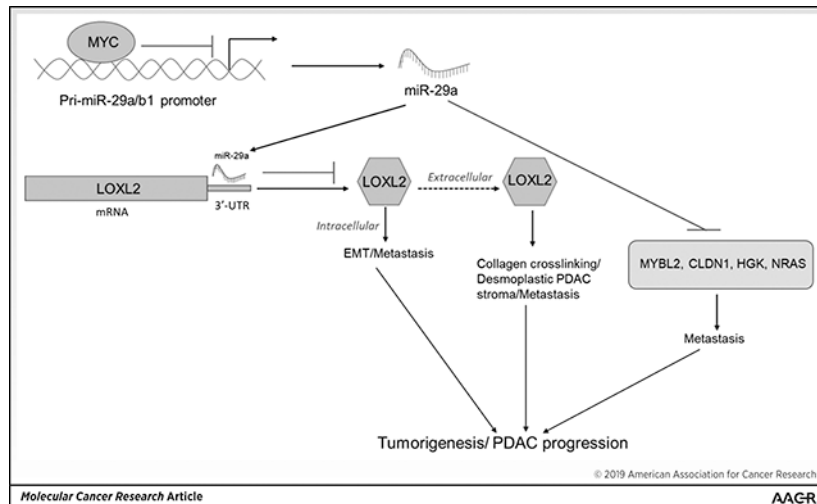 MYC
Pri-miR-29a/b1 promoter
miR-29a
miR-29a
LOXL2
mRNA
3′-UTR
LOXL2
Extracellular
LOXL2
Intracellular
EMT/Metastasis
Collagen crosslinking/
Desmoplastic PDAC
stroma/Metastasis
MYBL2, CLDN1, HGK, NRAS
Metastasis
Tumorigenesis/ PDAC progression
© 2019 American Association for Cancer Research
Molecular Cancer Research Article
AACR